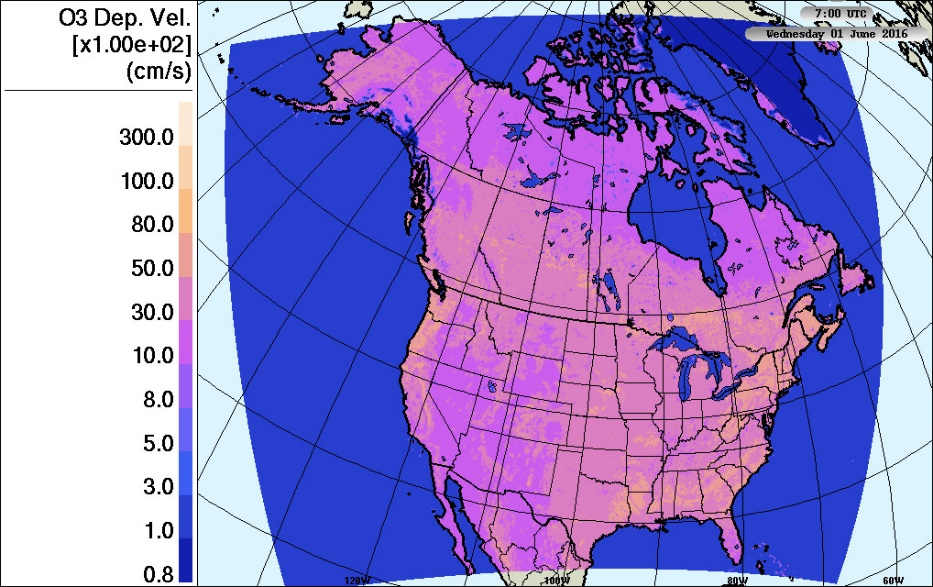 O3 Dep. Vel.
[x1.00e+02]
(cm/s)
300.0
100.0
80.0
50.0
30.0
10.0
8.0
5.0
3.0
1.0
0.8
7:00 UTC
Wednesday 01 June 2016
120W
100W
80W
60W